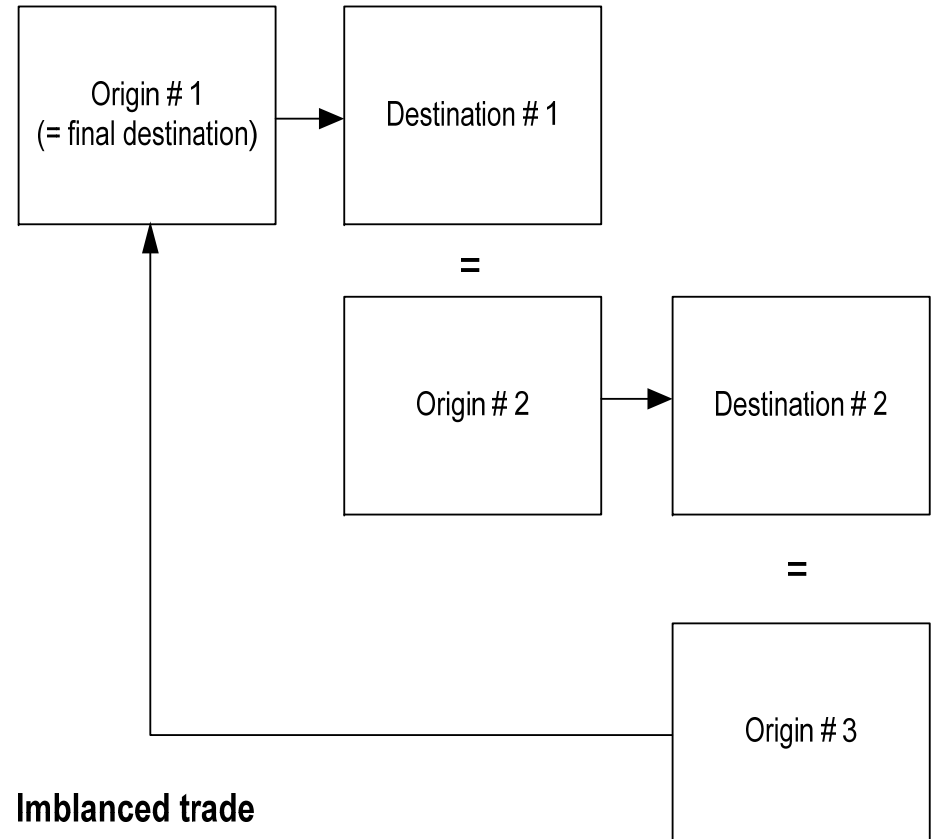 Origin # 1
(= final destination)
Destination # 1
=
Origin # 2
Destination # 2
=
Origin # 3
Imblanced trade